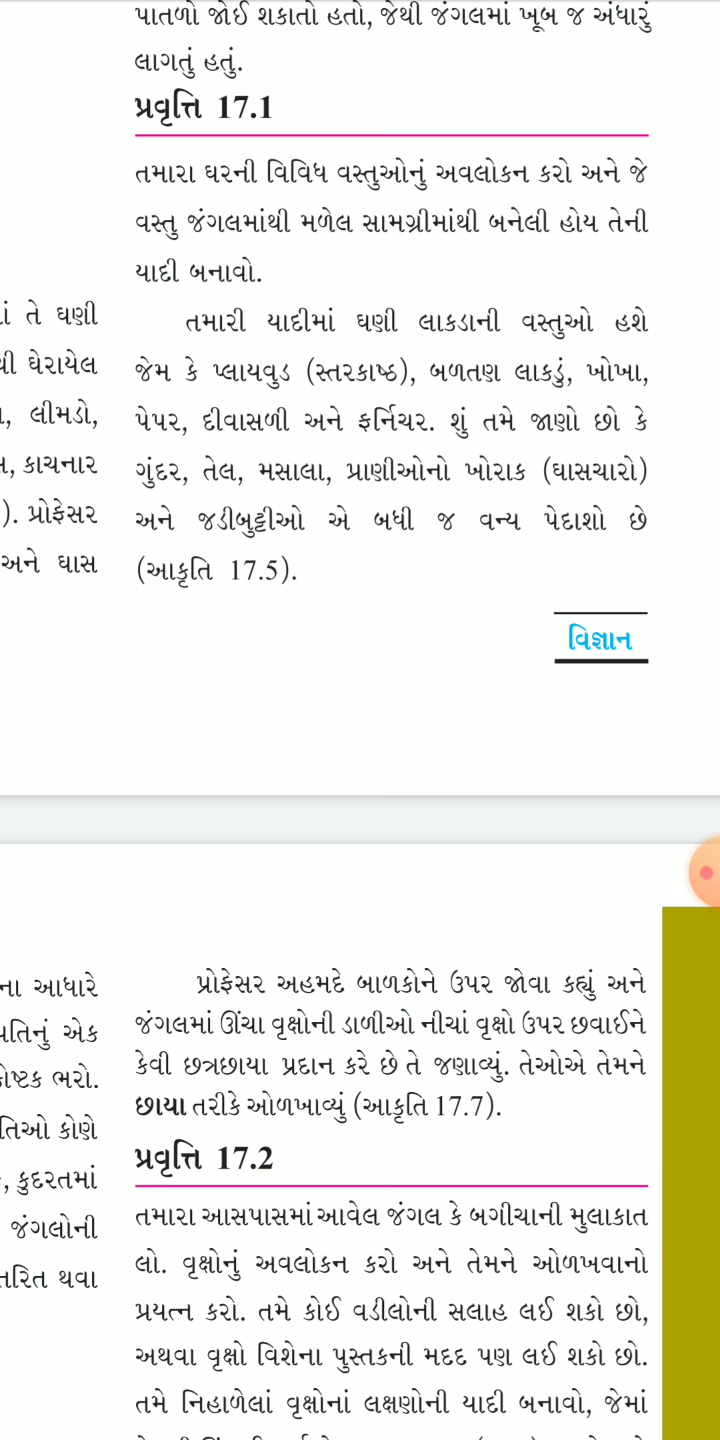 પાતળો જોઈ શકાતો હતો, જેથી જંગલમાં ખૂબ જ અંધારું
લાગતું હતું.
પ્રવૃત્તિ 17.1
તમારા ઘરની વિવિધ વસ્તુઓનું અવલોકન કરો અને જે
વસ્તુ જંગલમાંથી મળેલ સામગ્રીમાંથી બનેલી હોય તેની
યાદી બનાવો.
તમારી યાદીમાં ઘણી લાકડાની વસ્તુઓ હશે
જેમ કે પ્લાયવુડ (સ્તરકાષ્ઠ), બળતણ લાકડું, ખોખા,
પેપર, દીવાસળી અને ફર્નિચર. શું તમે જાણો છો કે
ગુંદર, તેલ, મસાલા, પ્રાણીઓનો ખોરાક (ઘાસચારો)
અને જડીબુટ્ટીઓ એ બધી જ વન્ય પેદાશો છે
(આકૃતિ 17.5).
તે ઘણી
ઘેરાયેલ
લીમડો,
કાચનાર
). પ્રોફેસર
અને ઘાસ
વિજ્ઞાન
આધારે
એક
ભરો.
કોણે
કુદરતમાં
જંગલોની
થવા
પ્રોફેસર અહમદે બાળકોને ઉપર જોવા કહ્યું અને
જંગલમાં ઊંચા વૃક્ષોની ડાળીઓ નીચાં વૃક્ષો ઉપર છવાઈને
કેવી છત્રછાયા પ્રદાન કરે છે તે જણાવ્યું. તેઓએ તેમને
છાયા તરીકે ઓળખાવ્યું (આકૃતિ 17.7).
પ્રવૃત્તિ 17.2
તમારા આસપાસમાં આવેલ જંગલ કે બગીચાની મુલાકાત
લો. વૃક્ષોનું અવલોકન કરો અને તેમને ઓળખવાનો
પ્રયત્ન કરો. તમે કોઈ વડીલોની સલાહ લઈ શકો છો,
અથવા વૃક્ષો વિશેના પુસ્તકની મદદ પણ લઈ શકો છો.
તમે નિહાળેલાં વૃક્ષોનાં લક્ષણોની યાદી બનાવો, જેમાં